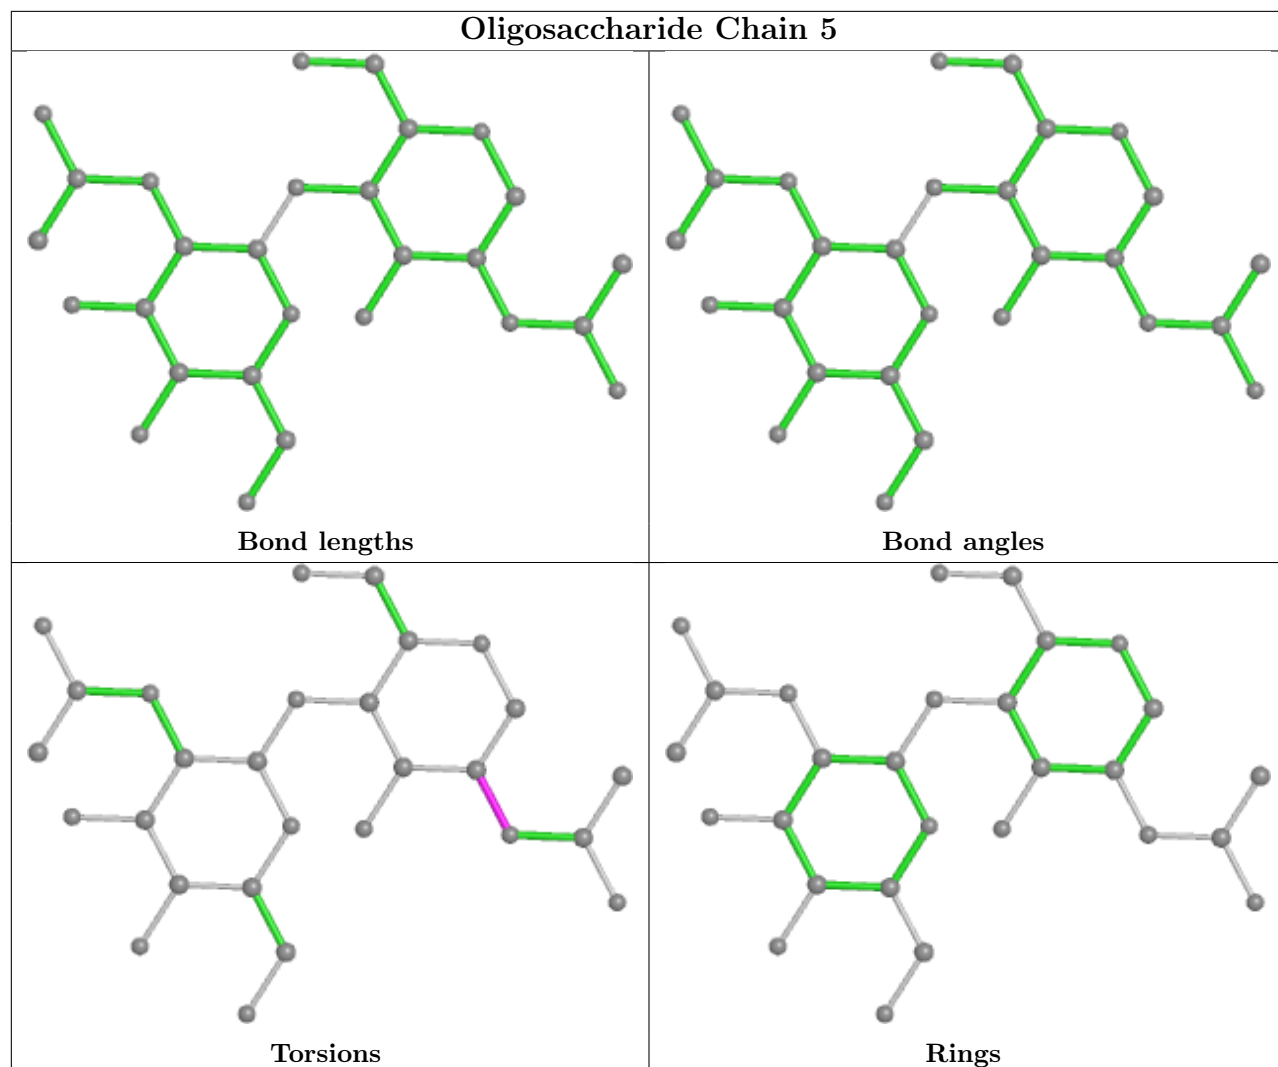 Oligosaccharide Chain 5
Bond lengths
Bond angles
Torsions
Rings